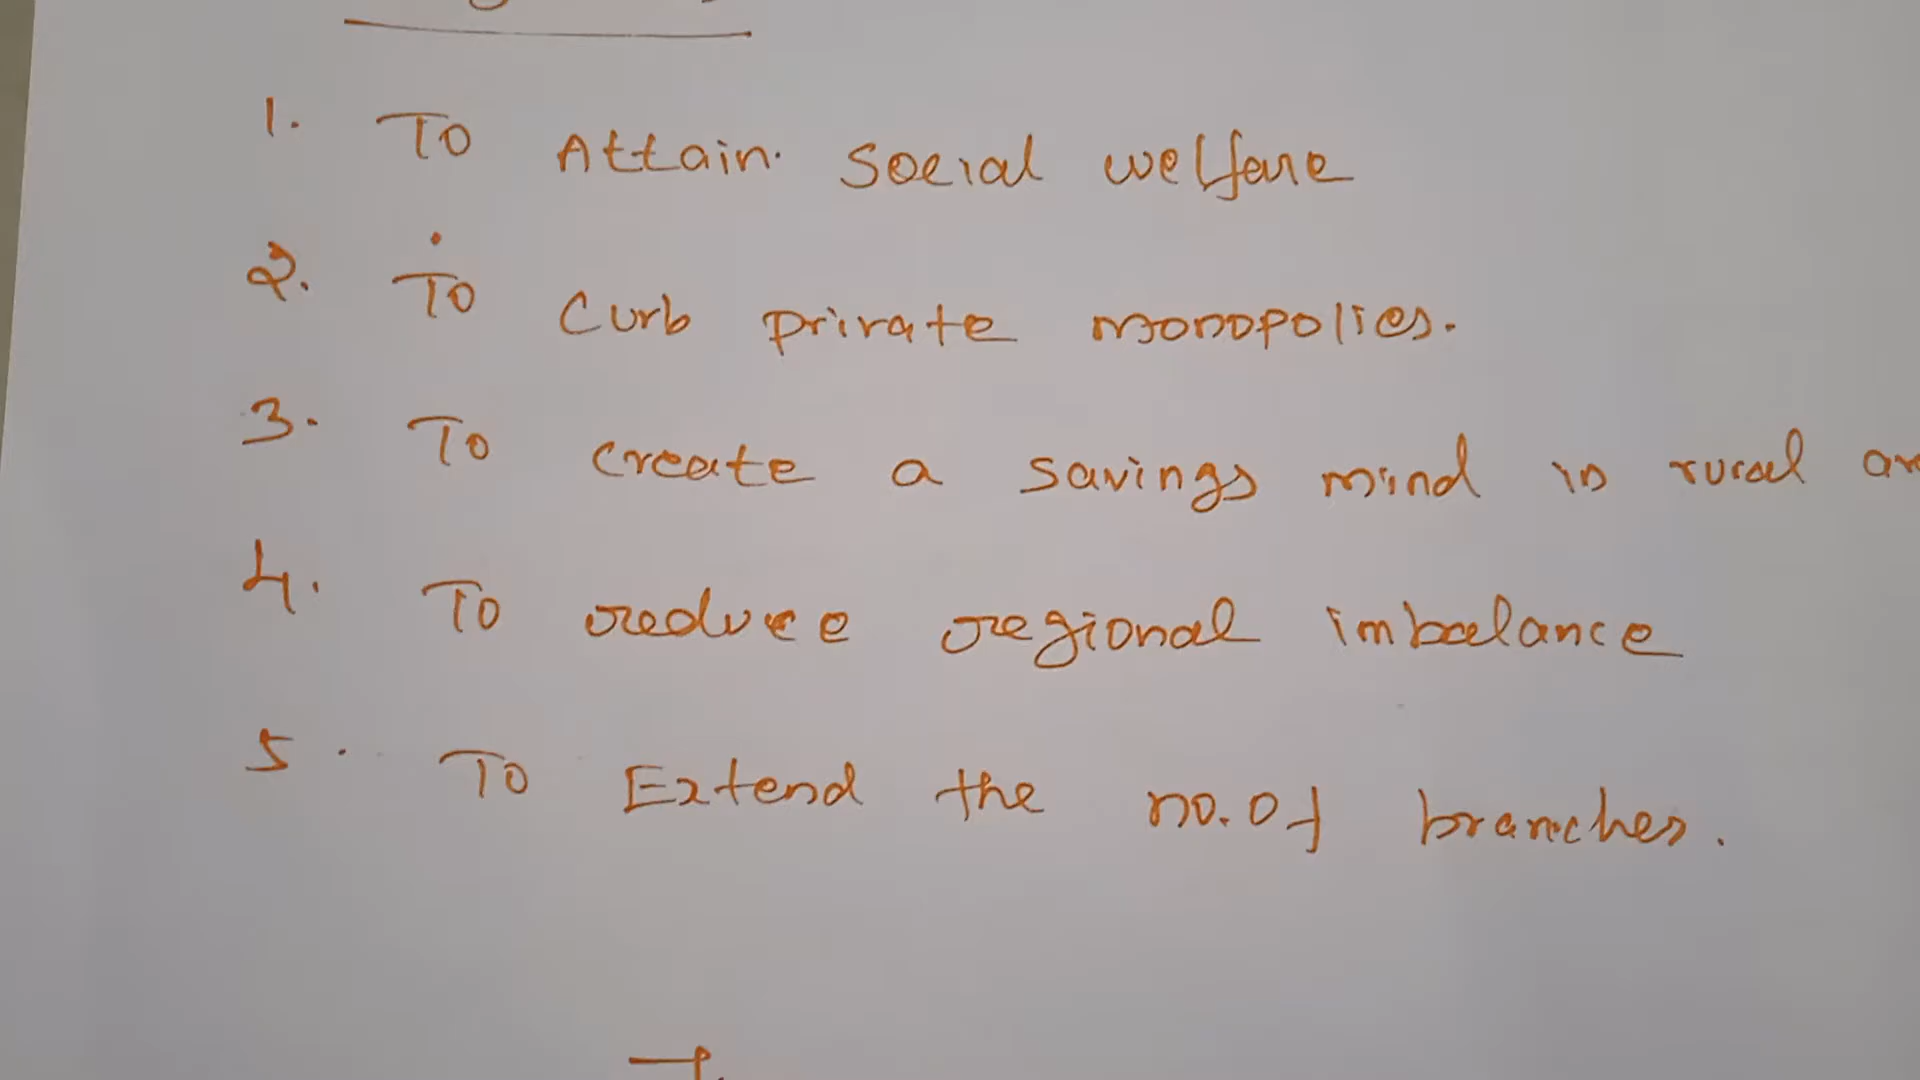 1. To Attain Social welfare
2. To Curb private monopolies.
3. To create a savings mind in rural
4. To reduce regional imbalance
5. To Extend the no. of branches.